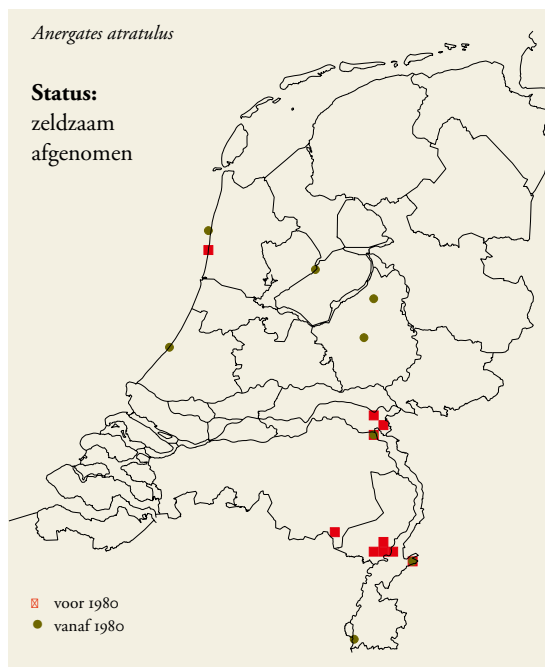 Anergates atratulus
Status:
zeldzaam
afgenomen
voor 1980
vanaf 1980